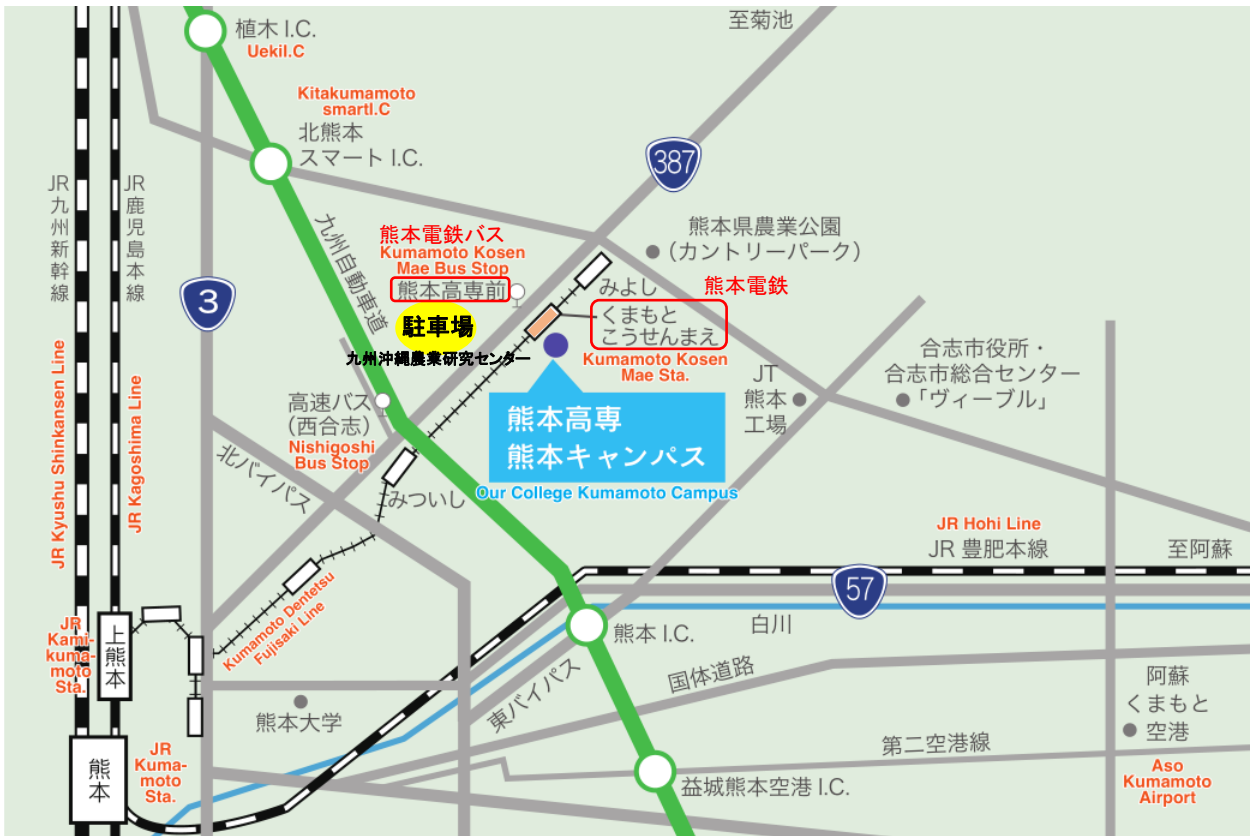 植木 I.C.
UekiI.C
至菊池
Kitakumamoto
smartI.C
北熊本
スマート I.C.
387
JR九州新幹線
JR鹿児島本線
九州自動車道
熊本電鉄バス
Kumamoto Kosen
Mae Bus Stop
熊本高専前
熊本県農業公園
（カントリーパーク）
みよし
熊本電鉄
くまもと
こうせんまえ
Kumamoto Kosen
Mae Sta.
3
駐車場
九州沖縄農業研究センター
合志市役所・
合志市総合センター
「ヴィーブル」
JT
熊本
工場
高速バス
（西合志）
Nishigoshi
Bus Stop
熊本高専
熊本キャンパス
Our College Kumamoto Campus
JR Kyushu Shinkansen Line
JR Kagoshima Line
北バイパス
みついし
JR Hohi Line
JR 豊肥本線
至阿蘇
57
Kumamoto Dentetsu
Fujisaki Line
JR
Kami-
kuma-
moto
Sta.
上熊本
熊本 I.C.
白川
国体道路
東バイパス
熊本大学
阿蘇
くまもと
空港
Aso
Kumamoto
Airport
第二空港線
熊本
JR
Kuma-
moto
Sta.
益城熊本空港 I.C.